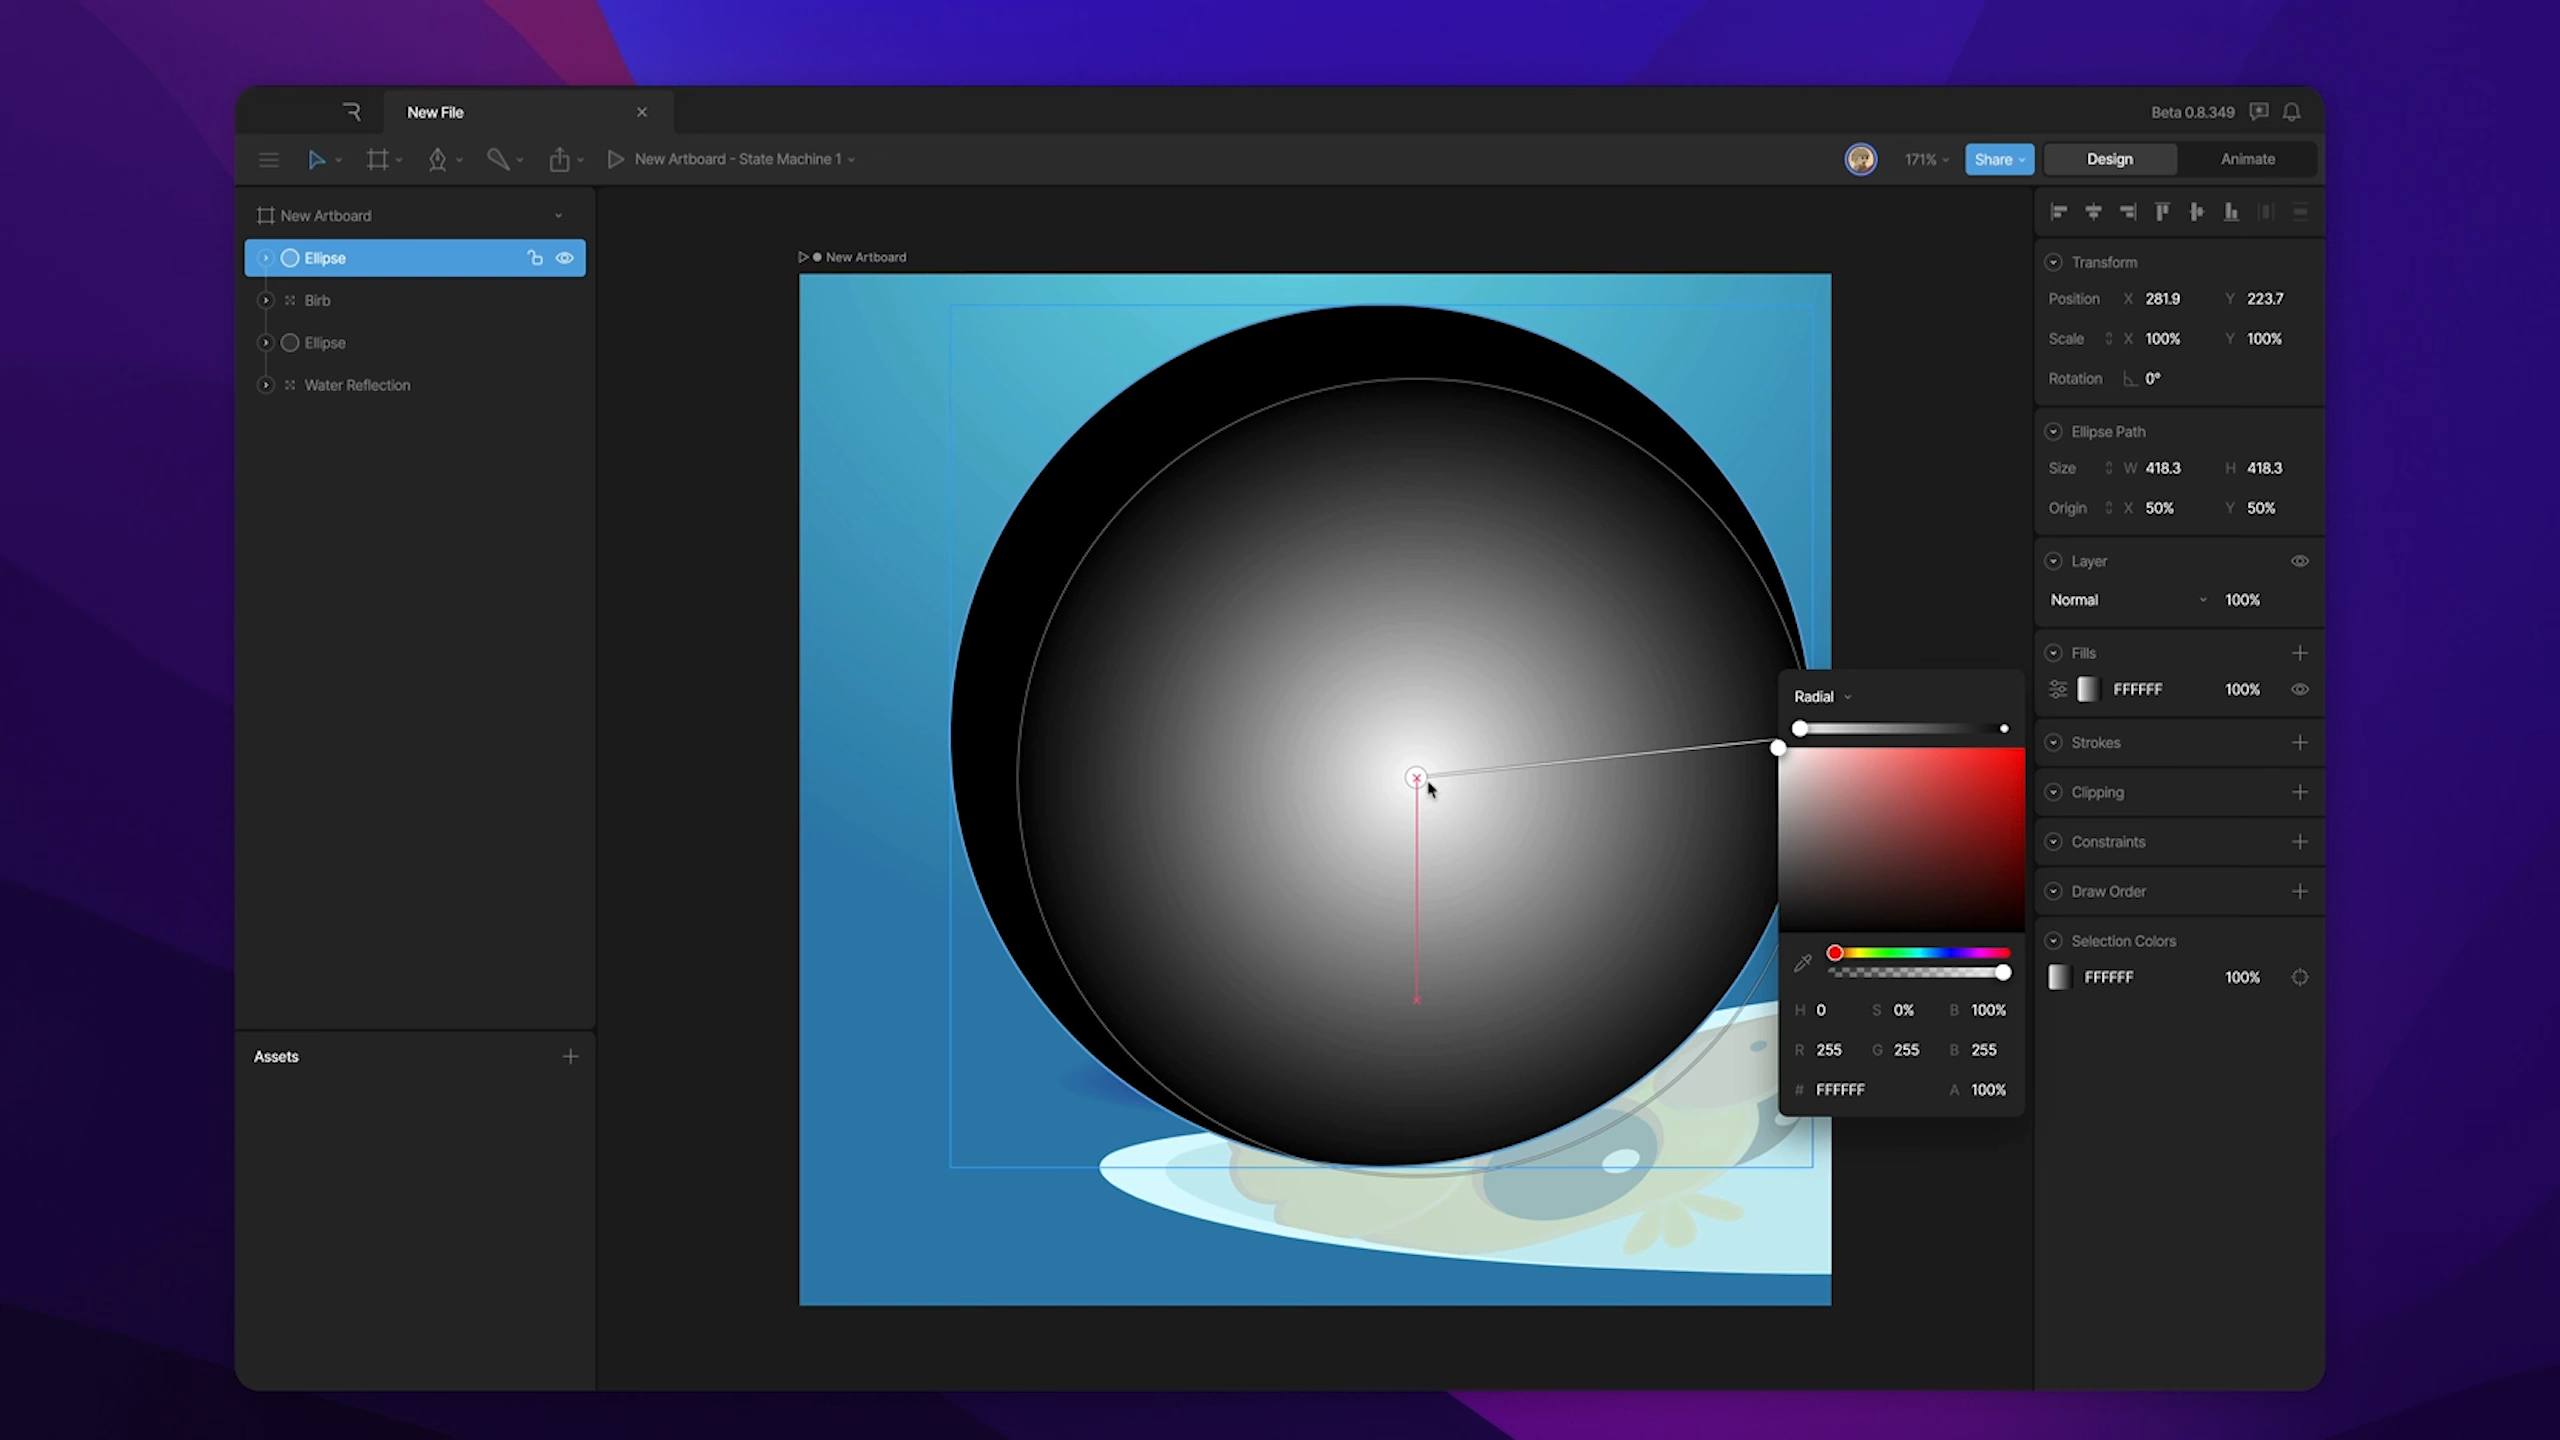 New File
Beta 0.8.349
New Artboard - State Machine 1
171%
Share
Design
Animate
New Artboard
Ellipse
Birb
Ellipse
Water Reflection
Assets
New Artboard
Transform
Position X 281.9 Y 223.7
Scale X 100% Y 100%
Rotation 0°
Ellipse Path
Size W 418.3 H 418.3
Origin X 50% Y 50%
Layer
Normal 100%
Fills
FFFFFF 100%
Strokes
Clipping
Constraints
Draw Order
Selection Colors
FFFFFF 100%
Radial
H 0 S 0% B 100%
R 255 G 255 B 255
# FFFFFF A 100%